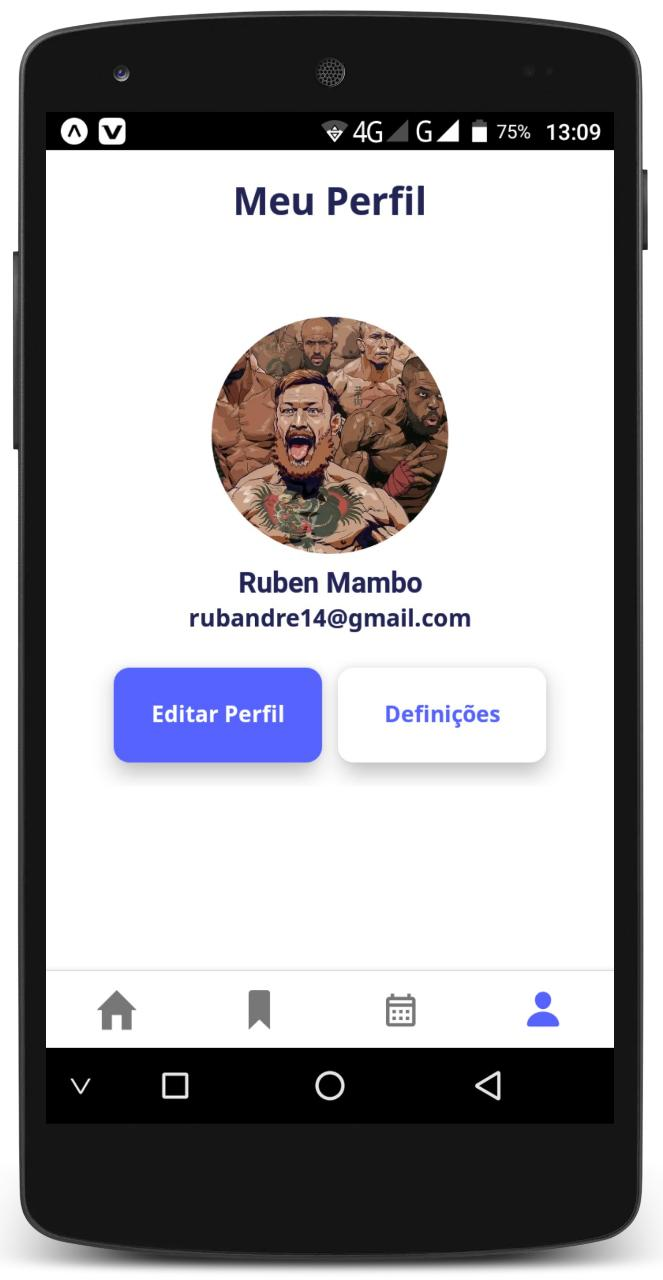 4G G 75% 13:09
Meu Perfil
Ruben Mambo
rubandre14@gmail.com
Editar Perfil Definições